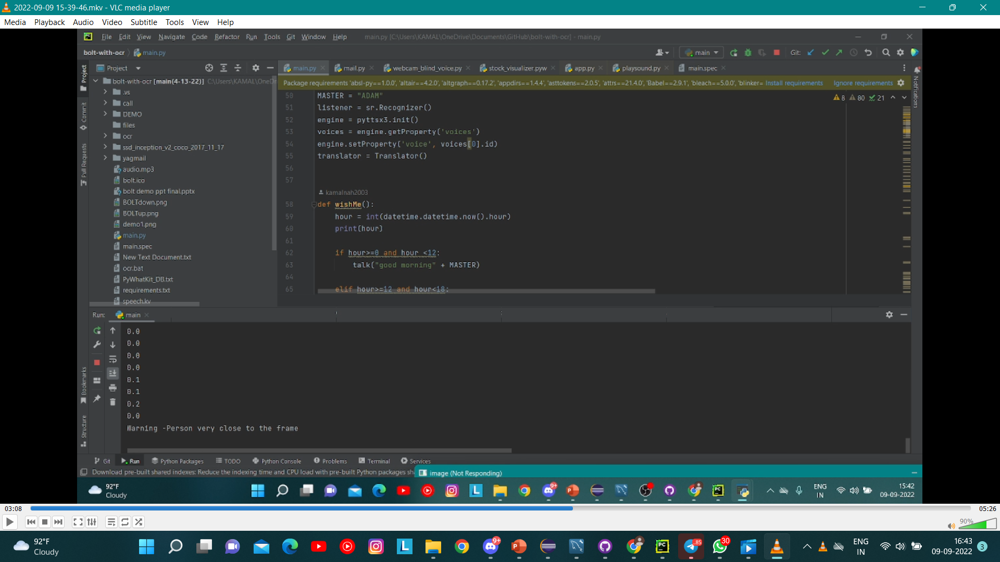 2022-09-09 15-39-46.mkv - VLC media player
Media Playback Audio Video Subtitle Tools View Help
File Edit View Navigate Code Refactor Run Tools Git Window Help main.py [C:\Users\KAMAL\OneDrive\Documents\GitHub\bolt-with-ocr] - main.py
bolt-with-ocr main.py main Git:
Project main.py mail.py webcam_blind_voice.py stock_visualizer.pyw app.py playsound.py main.spec
Package requirements 'absl-py==1.0.0', 'altair==4.2.0', 'altgraph==0.17.2', 'appdirs==1.4.4', 'asttokens==2.0.5', 'attrs==21.4.0', 'Babel==2.9.1', 'bleach==5.0.0', 'blinker= Install requirements Ignore requirements
8 80 21
Project
Commit
Pull Requests
Bookmarks
Structure
Notifications
bolt-with-ocr [main(4-13-22)] C:\Users\KAMAL\OneDr
.vs
call
DEMO
files
ocr
ssd_inception_v2_coco_2017_11_17
yagmail
audio.mp3
bolt.ico
bolt demo ppt final.pptx
BOLTdown.png
BOLTup.png
demo1.png
main.py
main.spec
New Text Document.txt
ocr.bat
PyWhatKit_DB.txt
requirements.txt
speech.kv
50 MASTER = "ADAM"
51 listener = sr.Recognizer()
52 engine = pyttsx3.init()
53 voices = engine.getProperty('voices')
54 engine.setProperty('voice', voices[0].id)
55 translator = Translator()
56
57
kamalnah2003
58 def wishMe():
59 hour = int(datetime.datetime.now().hour)
60 print(hour)
61
62 if hour>=0 and hour <12:
63 talk("good morning" + MASTER)
64
65 elif hour>=12 and hour<18:
Run: main
0.0
0.0
0.0
0.0
0.1
0.1
0.2
0.0
Warning -Person very close to the frame
Git Run Python Packages TODO Python Console Problems Terminal Services
Download pre-built shared indexes: Reduce the indexing time and CPU load with pre-built Python packages sh
image (Not Responding)
92°F
Cloudy
9+
ENG
IN
15:42
09-09-2022
03:08 05:26
90%
92°F
Cloudy
9+
..85
30
ENG
IN
16:43
09-09-2022
3